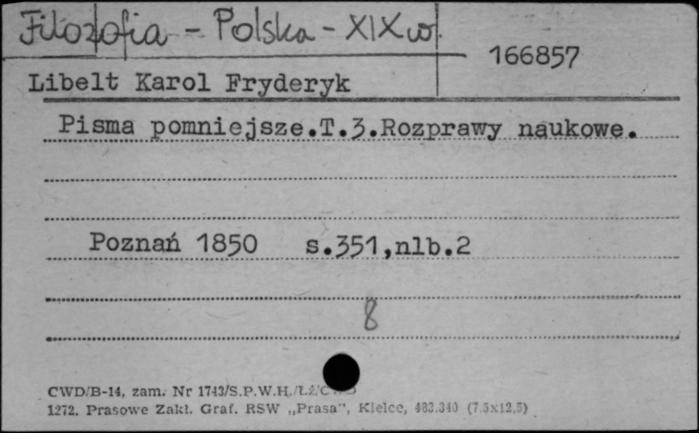 Filozofia - Polska - XIX w.
166857
Libelt Karol Fryderyk
Pisma pomniejsze.T.3.Rozprawy naukowe.
Poznań 1850 s.351,nlb.2
8
CWD/B-14, zam. Nr 1743/S.P.W.H.
1272. Prasowe Zakł. Graf. RSW „Prasa”, Kielce, 483.340 (7.5x12,5)